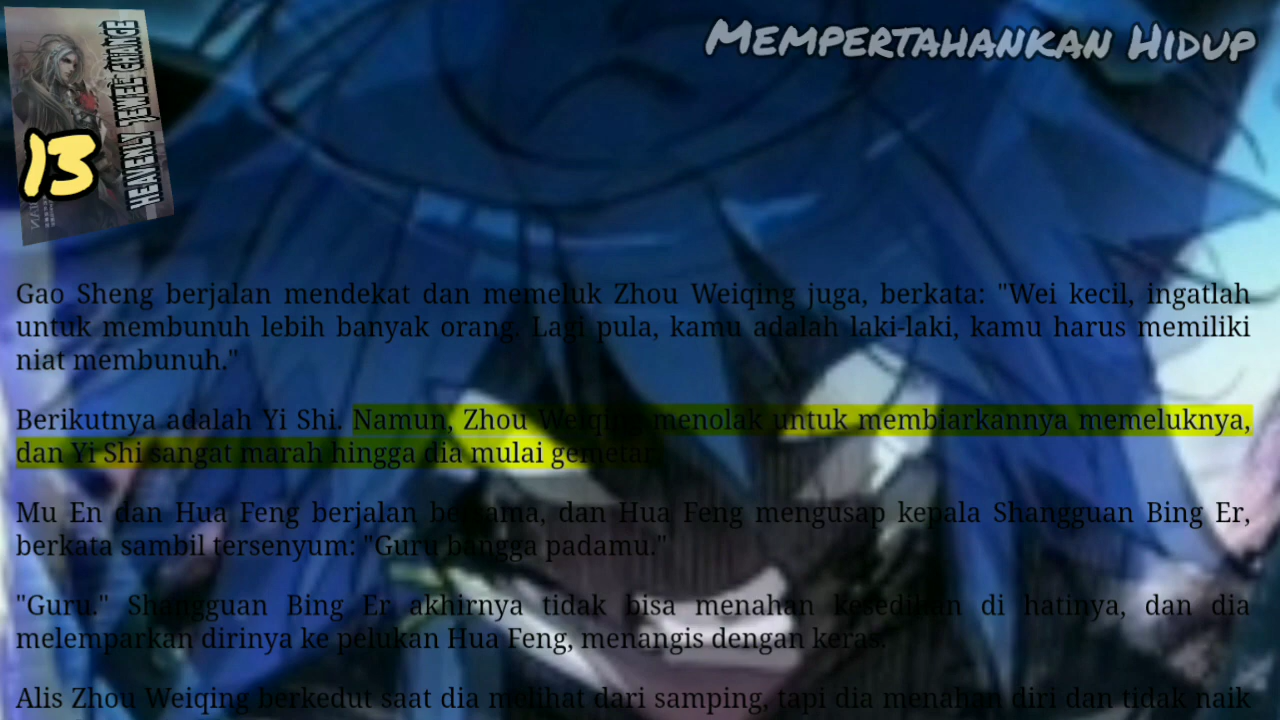 Mempertahankan Hidup
HEAVENLY JEWEL CHANGE
13
Gao Sheng berjalan mendekat dan memeluk Zhou Weiqing juga, berkata: "Wei kecil, ingatlah
untuk membunuh lebih banyak orang. Lagi pula, kamu adalah laki-laki, kamu harus memiliki
niat membunuh."
Berikutnya adalah Yi Shi. Namun, Zhou Weiqing menolak untuk membiarkannya memeluknya,
dan Yi Shi sangat marah hingga dia mulai gemetar.
Mu En dan Hua Feng berjalan bersama, dan Hua Feng mengusap kepala Shangguan Bing Er,
berkata sambil tersenyum: "Guru bangga padamu."
"Guru." Shangguan Bing Er akhirnya tidak bisa menahan kesedihan di hatinya, dan dia
melemparkan dirinya ke pelukan Hua Feng, menangis dengan keras.
Alis Zhou Weiqing berkedut saat dia melihat dari samping, tapi dia menahan diri dan tidak naik